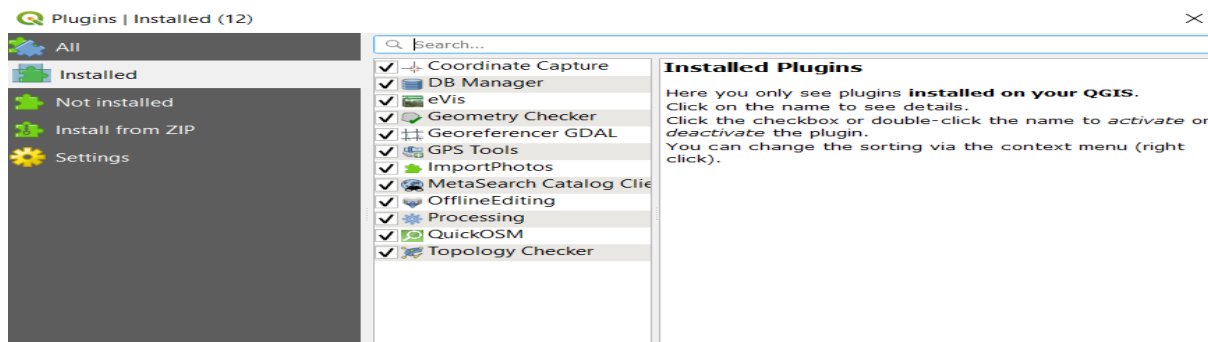 Plugins | Installed (12)
All
Installed
Not installed
Install from ZIP
Settings
Search...
Coordinate Capture
DB Manager
eVis
Geometry Checker
Georeferencer GDAL
GPS Tools
ImportPhotos
MetaSearch Catalog Clie
OfflineEditing
Processing
QuickOSM
Topology Checker
Installed Plugins
Here you only see plugins installed on your QGIS.
Click on the name to see details.
Click the checkbox or double-click the name to activate or
deactivate the plugin.
You can change the sorting via the context menu (right
click).